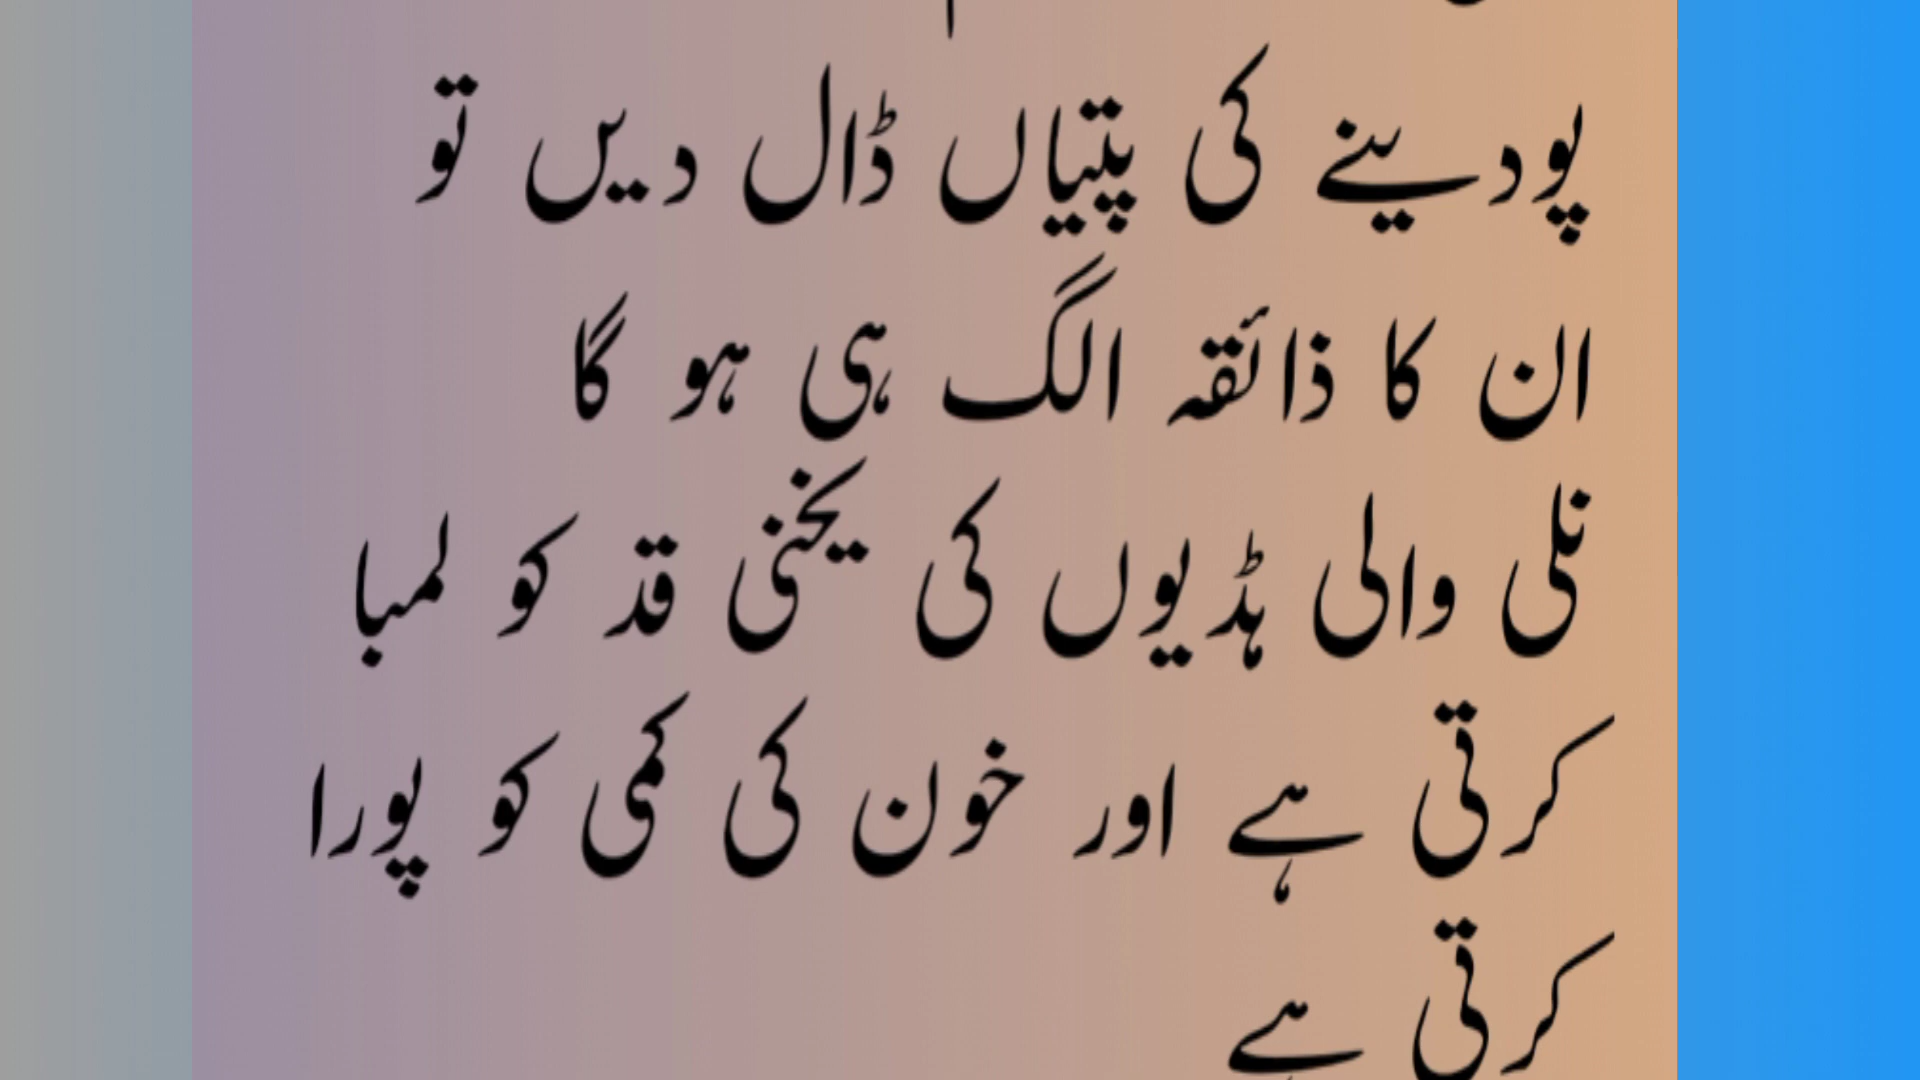 پودینے کی پتیاں ڈال دیں تو
ان کا ذائقہ الگ ہی ہو گا
نلی والی ہڈیوں کی یخنی قد کو لمبا
کرتی ہے اور خون کی کمی کو پورا
کرتی ہے